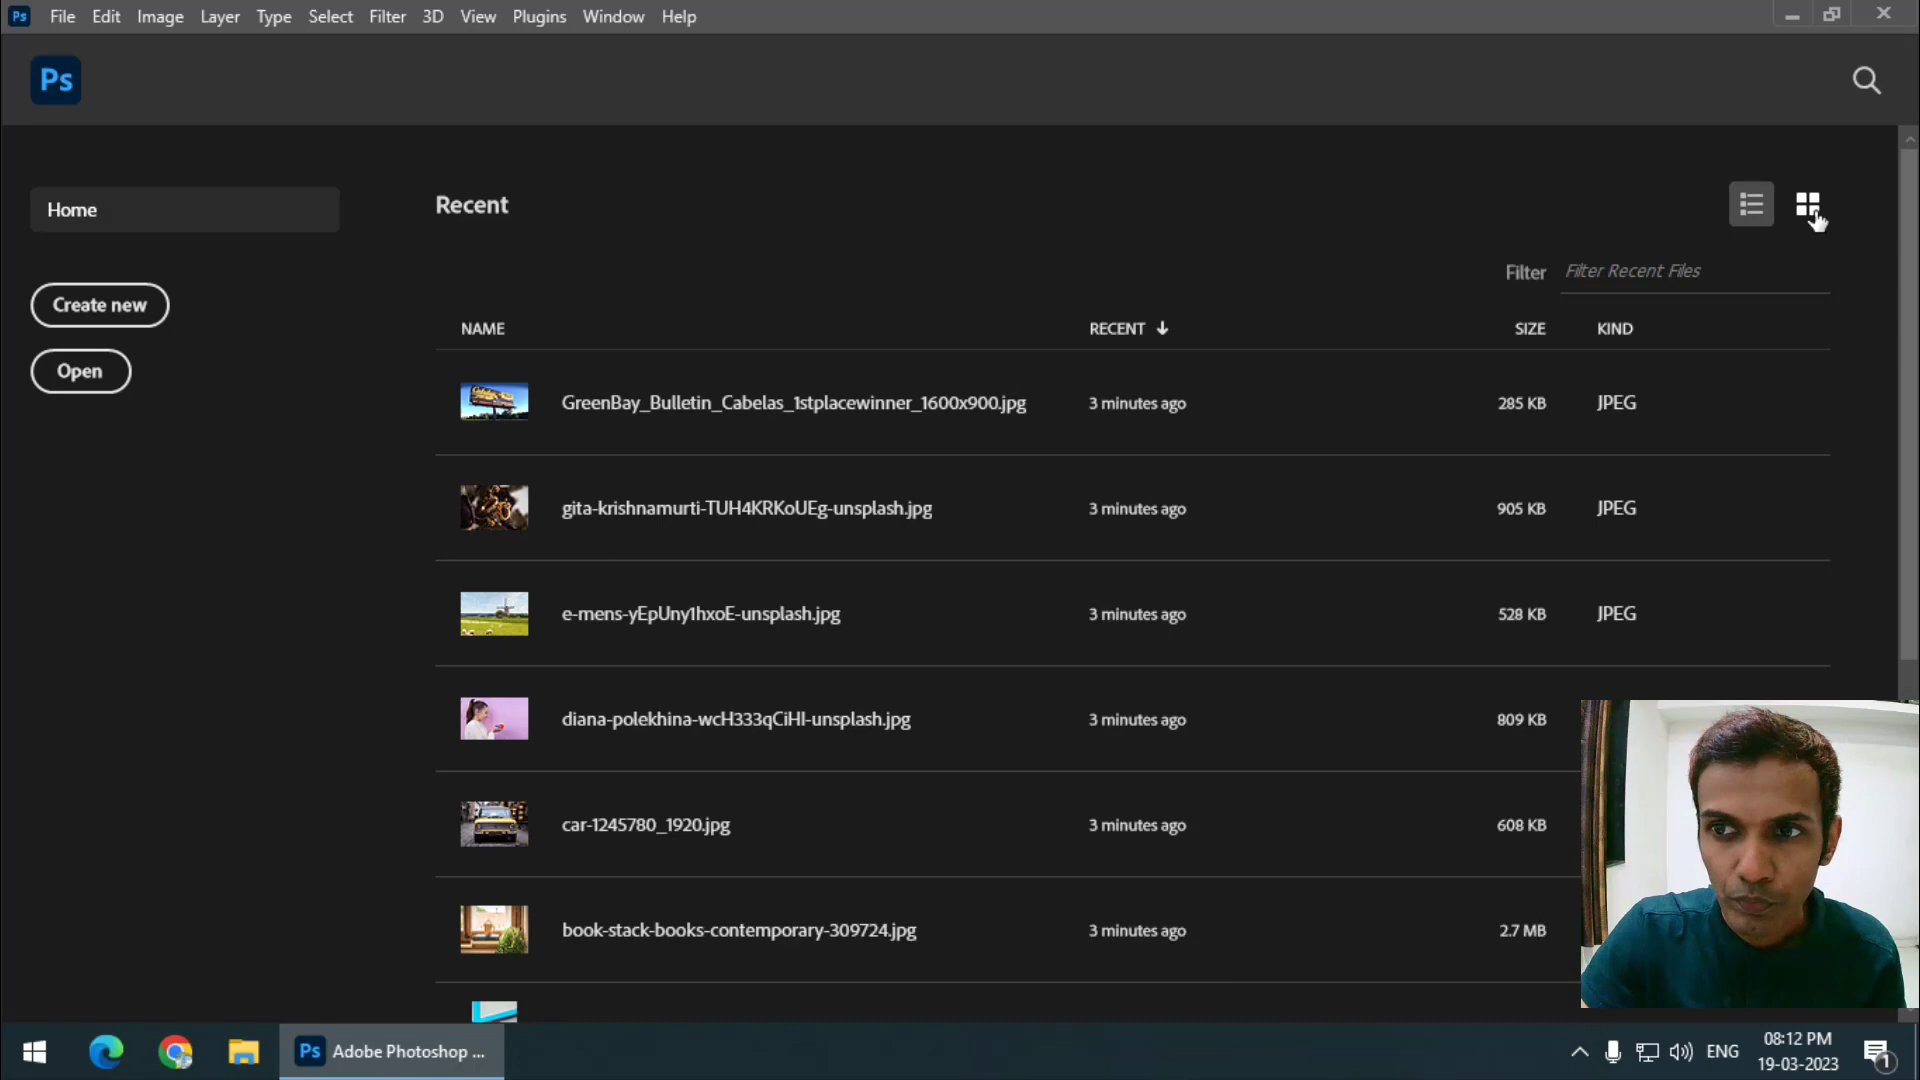 Ps File Edit Image Layer Type Select Filter 3D View Plugins Window Help
Ps
Home
Recent
Create new
Open
Filter Filter Recent Files
NAME RECENT SIZE KIND
GreenBay_Bulletin_Cabelas_1stplacewinner_1600x900.jpg 3 minutes ago 285 KB JPEG
gita-krishnamurti-TUH4KRKoUEg-unsplash.jpg 3 minutes ago 905 KB JPEG
e-mens-yEpUny1hxoE-unsplash.jpg 3 minutes ago 528 KB JPEG
diana-polekhina-wcH333qCiHI-unsplash.jpg 3 minutes ago 809 KB
car-1245780_1920.jpg 3 minutes ago 608 KB
book-stack-books-contemporary-309724.jpg 3 minutes ago 2.7 MB
Ps Adobe Photoshop ...
ENG
08:12 PM
19-03-2023
1